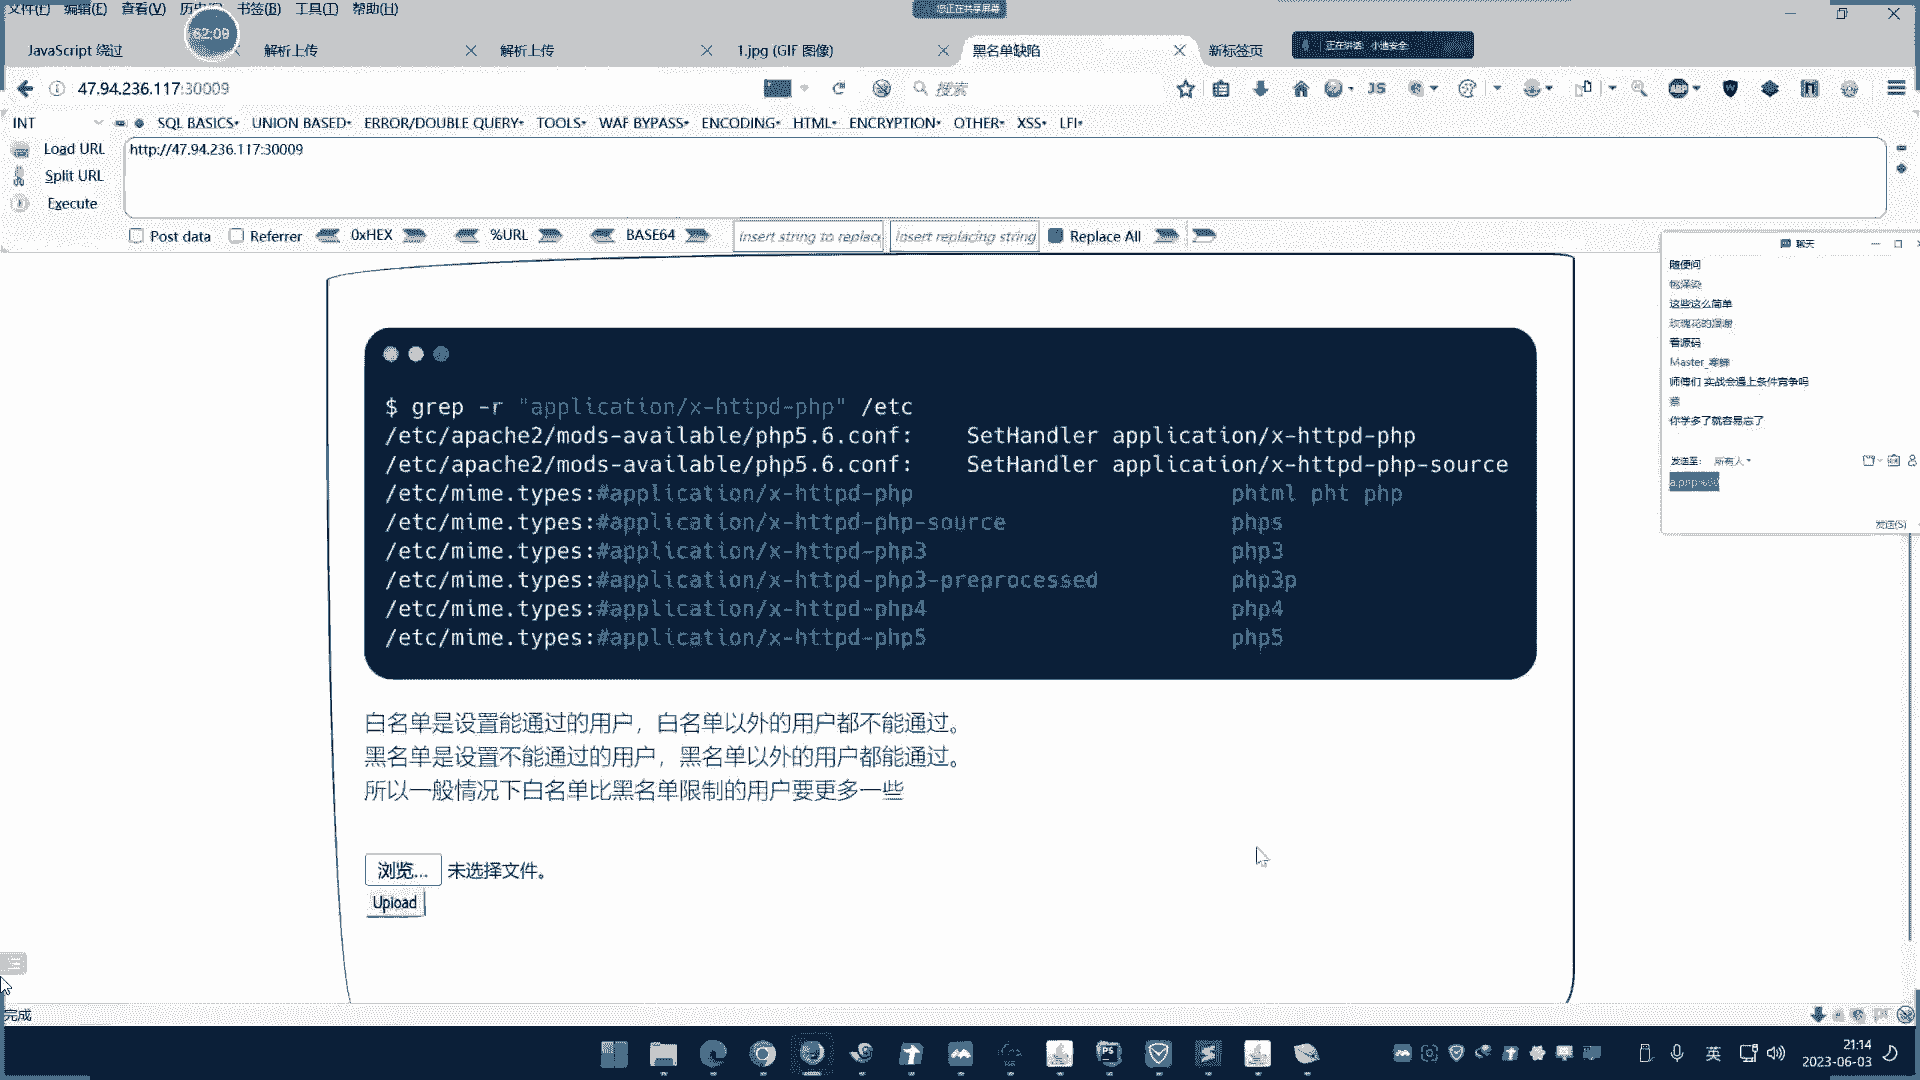 文件(F) 编辑(E) 查看(V) 历史(S) 书签(B) 工具(T) 帮助(H)
您正在共享屏幕
62:09
JavaScript 绕过
解析上传
解析上传
1.jpg (GIF 图像)
黑名单缺陷
新标签页
正在讲话: 小迪安全
47.94.236.117:30009
搜索
JS
ABP
INT
SQL BASICS UNION BASED ERROR/DOUBLE QUERY TOOLS WAF BYPASS ENCODING HTML ENCRYPTION OTHER XSS LFI
Load URL
http://47.94.236.117:30009
Split URL
Execute
Post data Referrer 0xHEX %URL BASE64 Insert string to replace Insert replacing string Replace All
聊天
随便问
这些这么简单
看源码
师傅们 实战会遇上条件竞争吗
你学多了就容易忘了
发送至: 所有人
发送(S)
$ grep -r "application/x-httpd-php" /etc
/etc/apache2/mods-available/php5.6.conf: SetHandler application/x-httpd-php
/etc/apache2/mods-available/php5.6.conf: SetHandler application/x-httpd-php-source
/etc/mime.types:#application/x-httpd-php phtml pht php
/etc/mime.types:#application/x-httpd-php-source phps
/etc/mime.types:#application/x-httpd-php3 php3
/etc/mime.types:#application/x-httpd-php3-preprocessed php3p
/etc/mime.types:#application/x-httpd-php4 php4
/etc/mime.types:#application/x-httpd-php5 php5
白名单是设置能通过的用户，白名单以外的用户都不能通过。
黑名单是设置不能通过的用户，黑名单以外的用户都能通过。
所以一般情况下白名单比黑名单限制的用户要更多一些
浏览... 未选择文件。
Upload
完成
英
21:14
2023-06-03